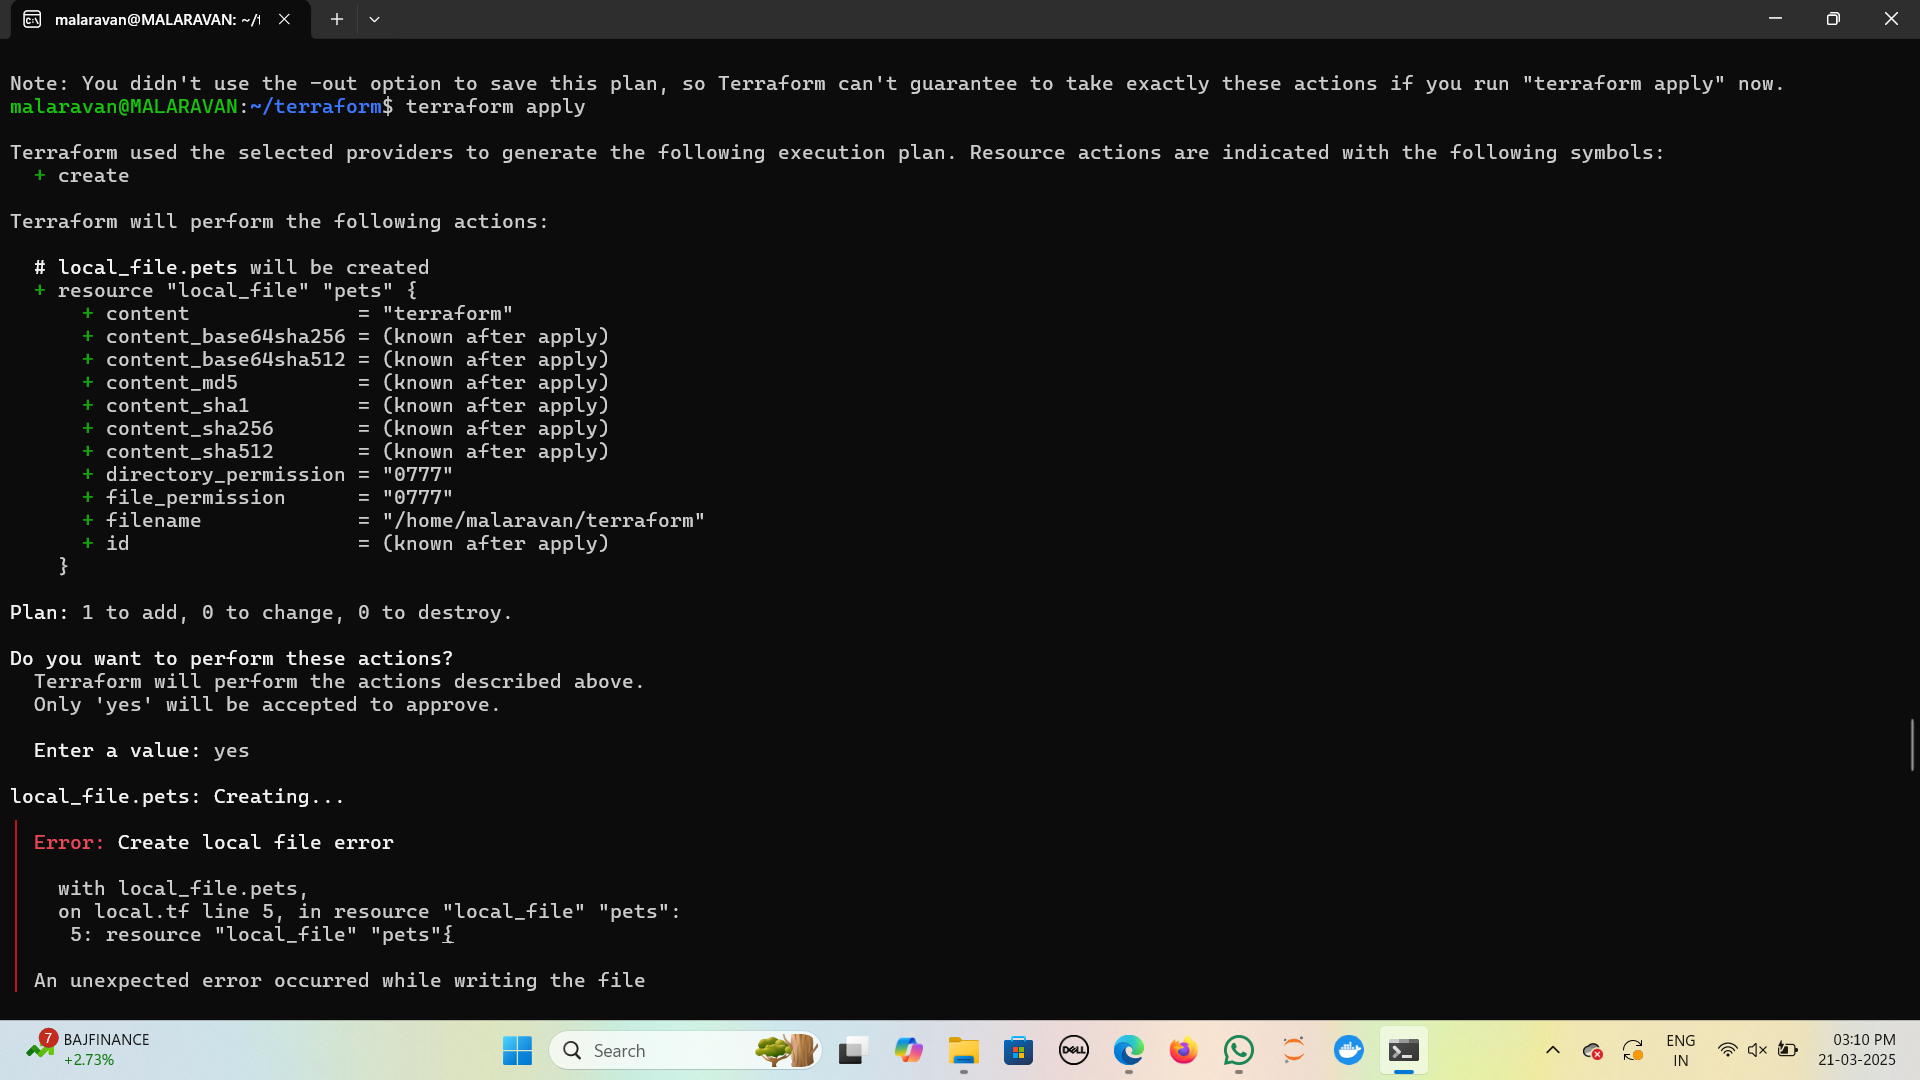 malaravan@MALARAVAN: ~/t
Note: You didn't use the -out option to save this plan, so Terraform can't guarantee to take exactly these actions if you run "terraform apply" now.
malaravan@MALARAVAN:~/terraform$ terraform apply
Terraform used the selected providers to generate the following execution plan. Resource actions are indicated with the following symbols:
+ create
Terraform will perform the following actions:
# local_file.pets will be created
+ resource "local_file" "pets" {
+ content = "terraform"
+ content_base64sha256 = (known after apply)
+ content_base64sha512 = (known after apply)
+ content_md5 = (known after apply)
+ content_sha1 = (known after apply)
+ content_sha256 = (known after apply)
+ content_sha512 = (known after apply)
+ directory_permission = "0777"
+ file_permission = "0777"
+ filename = "/home/malaravan/terraform"
+ id = (known after apply)
}
Plan: 1 to add, 0 to change, 0 to destroy.
Do you want to perform these actions?
Terraform will perform the actions described above.
Only 'yes' will be accepted to approve.
Enter a value: yes
local_file.pets: Creating...
Error: Create local file error
with local_file.pets,
on local.tf line 5, in resource "local_file" "pets":
5: resource "local_file" "pets"{
An unexpected error occurred while writing the file
7
BAJFINANCE
+2.73%
Search
DELL
ENG
IN
03:10 PM
21-03-2025